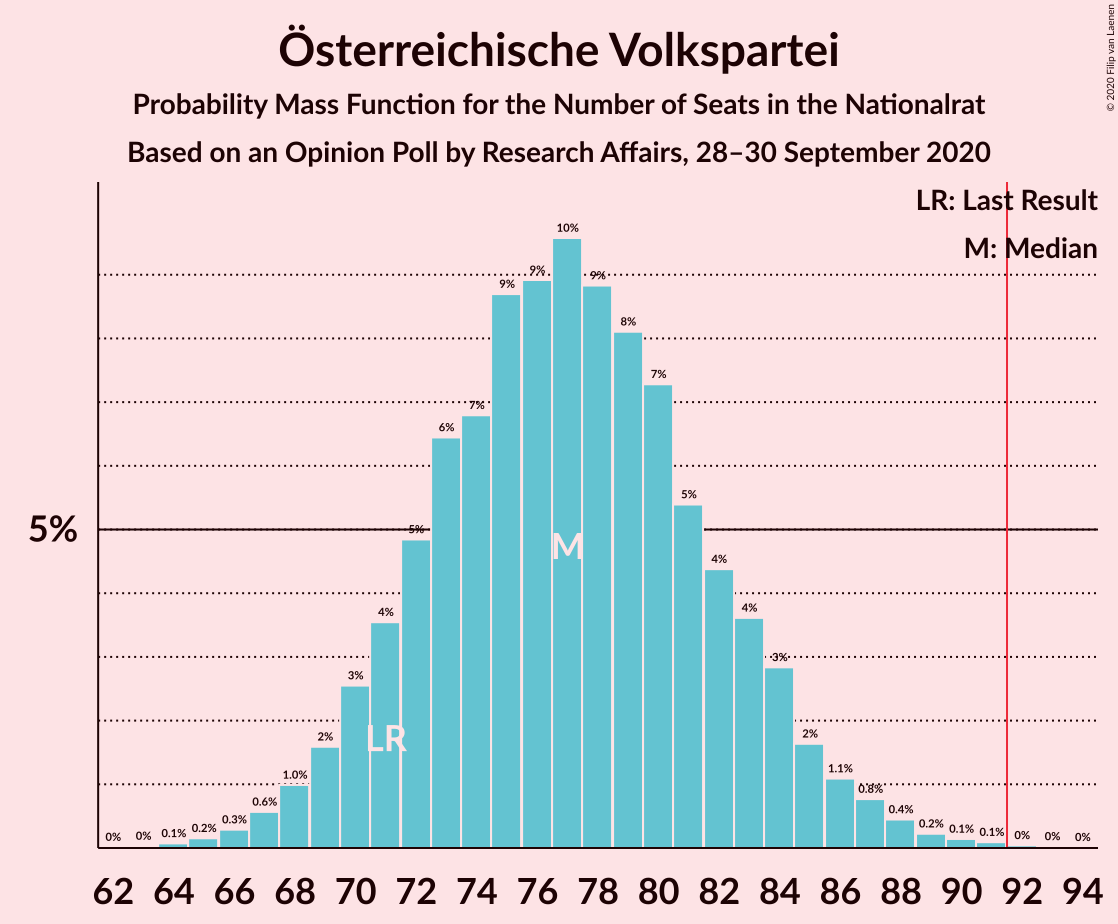 Österreichische Volkspartei
Probability Mass Function for the Number of Seats in the Nationalrat
Based on an Opinion Poll by Research Affairs, 28–30 September 2020
© 2020 Filip van Laenen
LR: Last Result
M: Median
5%
0% 0% 0.1% 0.2% 0.3% 0.6% 1.0% 2% 3% 4% 5% 6% 7% 9% 9% 10% 9% 8% 7% 5% 4% 4% 3% 2% 1.1% 0.8% 0.4% 0.2% 0.1% 0.1% 0% 0% 0%
M
LR
62 64 66 68 70 72 74 76 78 80 82 84 86 88 90 92 94